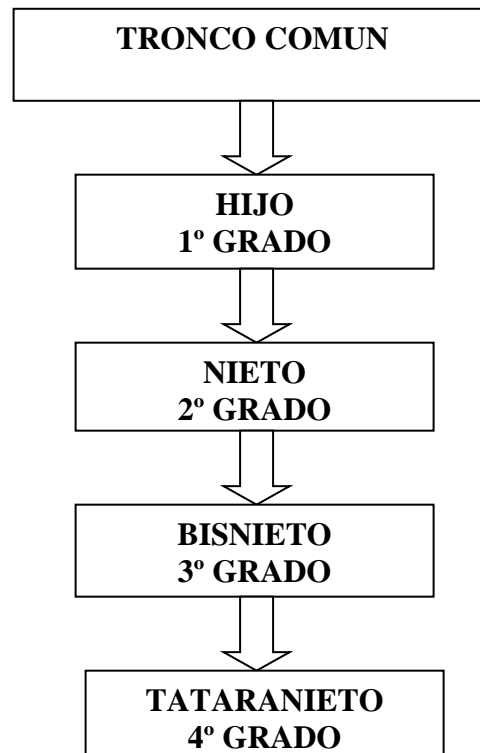 TRONCO COMUN
HIJO
1º GRADO
NIETO
2º GRADO
BISNIETO
3º GRADO
TATARANIETO
4º GRADO